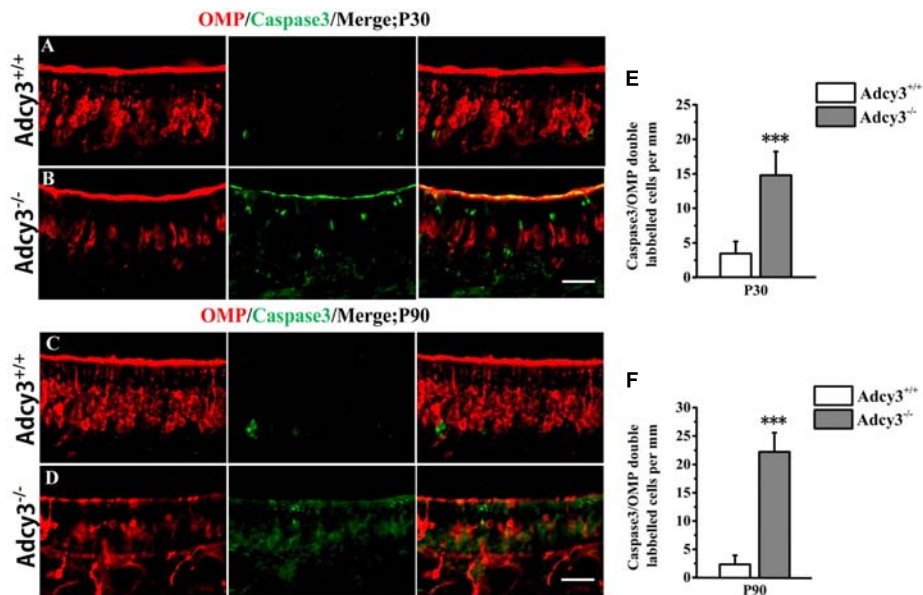 OMP/Caspase3/Merge;P30
A
Adcy3+/+
B
Adcy3-/-
OMP/Caspase3/Merge;P90
C
Adcy3+/+
D
Adcy3-/-
E
Adcy3+/+
Adcy3-/-
Caspase3/OMP double
labbelled cells per mm
25
20
15
10
5
0
***
P30
F
Adcy3+/+
Adcy3-/-
Caspase3/OMP double
labbelled cells per mm
30
25
20
15
10
5
0
***
P90